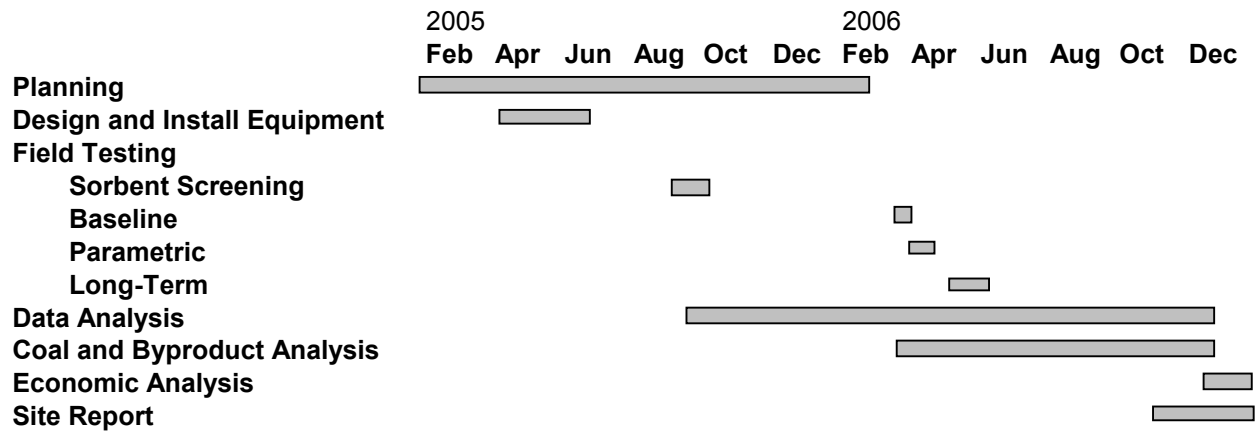 2005 2006
Feb Apr Jun Aug Oct Dec Feb Apr Jun Aug Oct Dec
Planning
Design and Install Equipment
Field Testing
Sorbent Screening
Baseline
Parametric
Long-Term
Data Analysis
Coal and Byproduct Analysis
Economic Analysis
Site Report